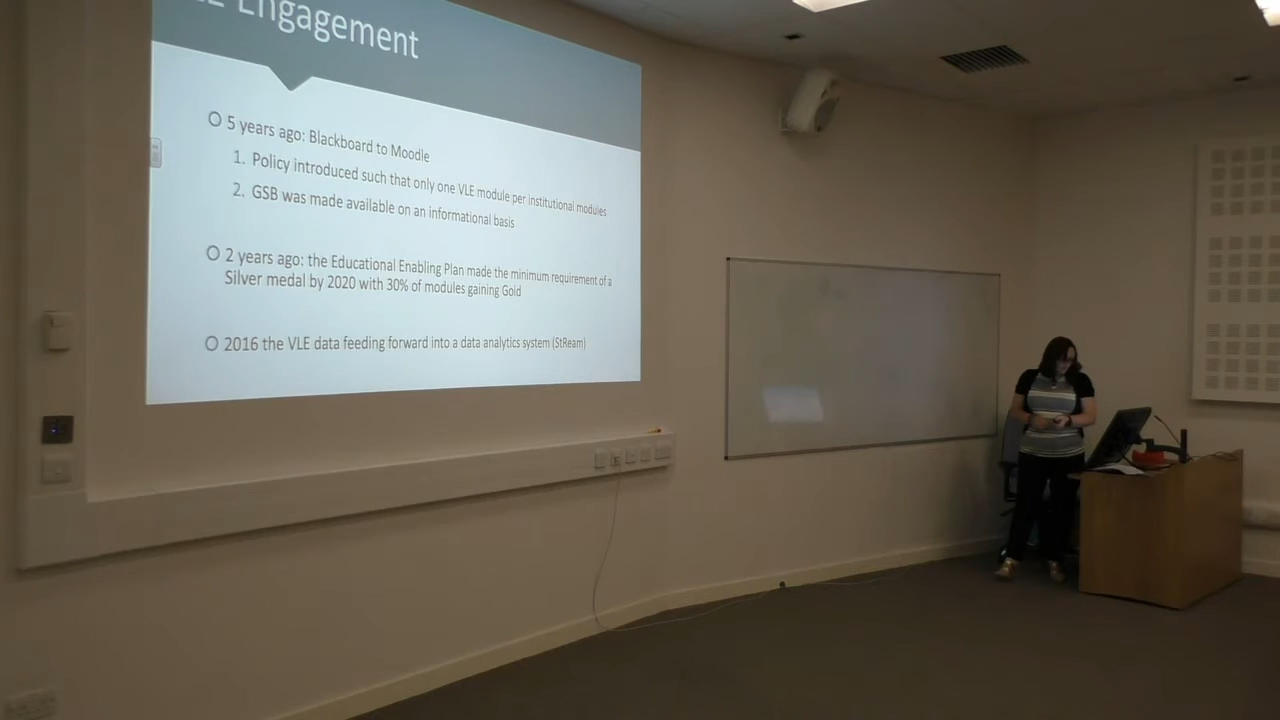 Engagement
5 years ago: Blackboard to Moodle
1. Policy introduced such that only one VLE module per institutional modules
2. GSB was made available on an informational basis
2 years ago: the Educational Enabling Plan made the minimum requirement of a
Silver medal by 2020 with 30% of modules gaining Gold
2016 the VLE data feeding forward into a data analytics system (StReam)